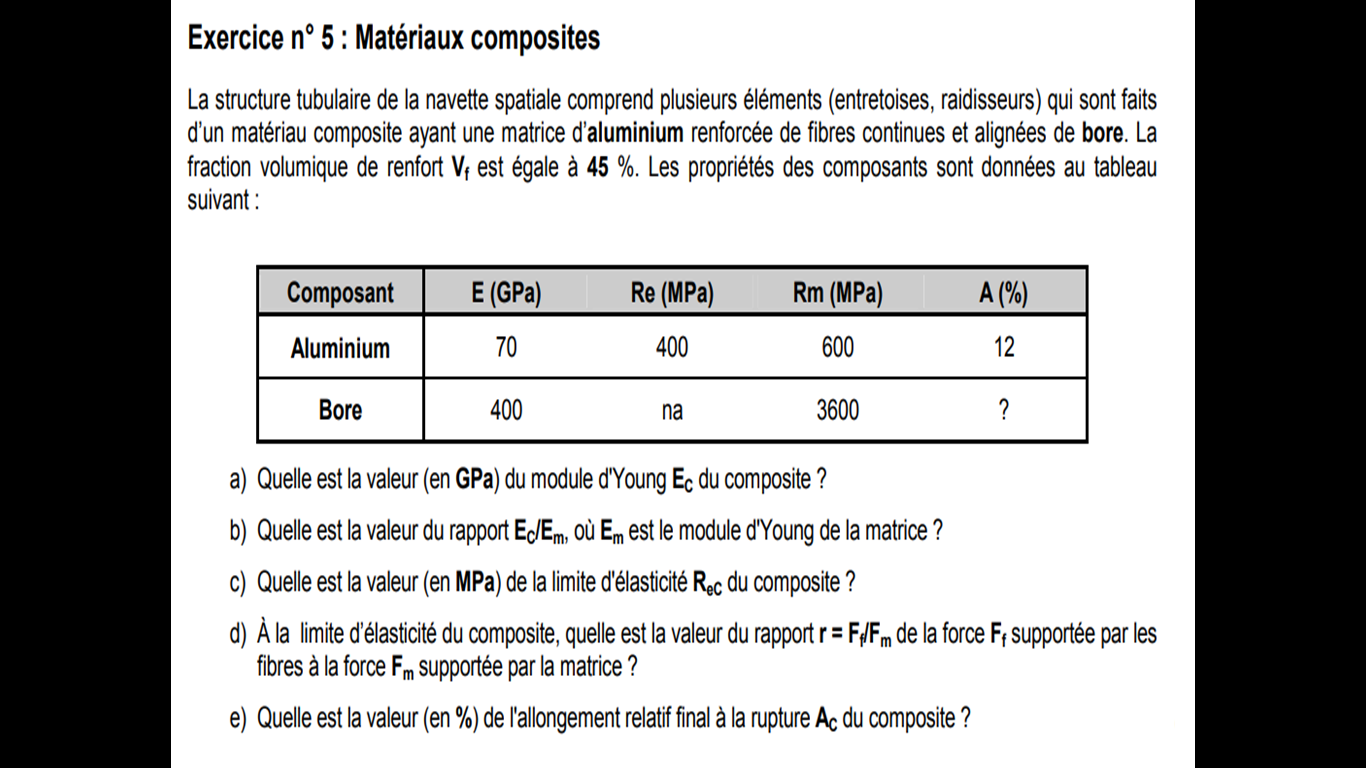 Exercice n° 5 : Matériaux composites
La structure tubulaire de la navette spatiale comprend plusieurs éléments (entretoises, raidisseurs) qui sont faits
d'un matériau composite ayant une matrice d'aluminium renforcée de fibres continues et alignées de bore. La
fraction volumique de renfort Vf est égale à 45 %. Les propriétés des composants sont données au tableau
suivant :
Composant E (GPa) Re (MPa) Rm (MPa) A (%)
Aluminium 70 400 600 12
Bore 400 na 3600 ?
a) Quelle est la valeur (en GPa) du module d'Young EC du composite ?
b) Quelle est la valeur du rapport EC/Em, où Em est le module d'Young de la matrice ?
c) Quelle est la valeur (en MPa) de la limite d'élasticité ReC du composite ?
d) À la limite d'élasticité du composite, quelle est la valeur du rapport r = Ff/Fm de la force Ff supportée par les
fibres à la force Fm supportée par la matrice ?
e) Quelle est la valeur (en %) de l'allongement relatif final à la rupture AC du composite ?